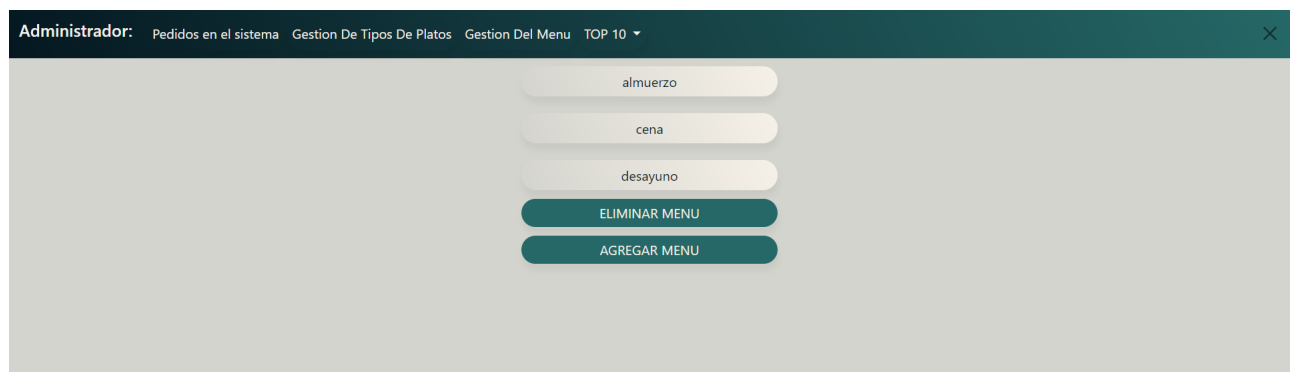 Administrador: Pedidos en el sistema Gestion De Tipos De Platos Gestion Del Menu TOP 10
almuerzo
cena
desayuno
ELIMINAR MENU
AGREGAR MENU